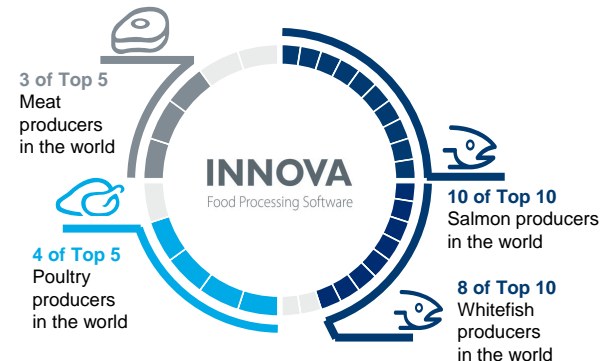 3 of Top 5
Meat
producers
in the world
INNOVA
Food Processing Software
10 of Top 10
Salmon producers
in the world
4 of Top 5
Poultry
producers
in the world
8 of Top 10
Whitefish
producers
in the world